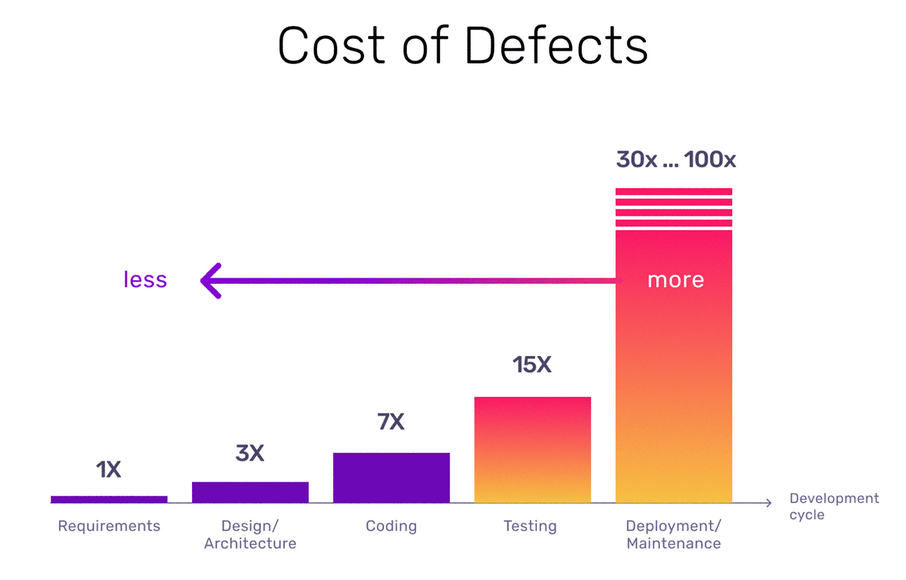 Cost of Defects
30x ... 100x
less
more
15X
7X
3X
1X
Requirements
Design/
Architecture
Coding
Testing
Deployment/
Maintenance
Development
cycle